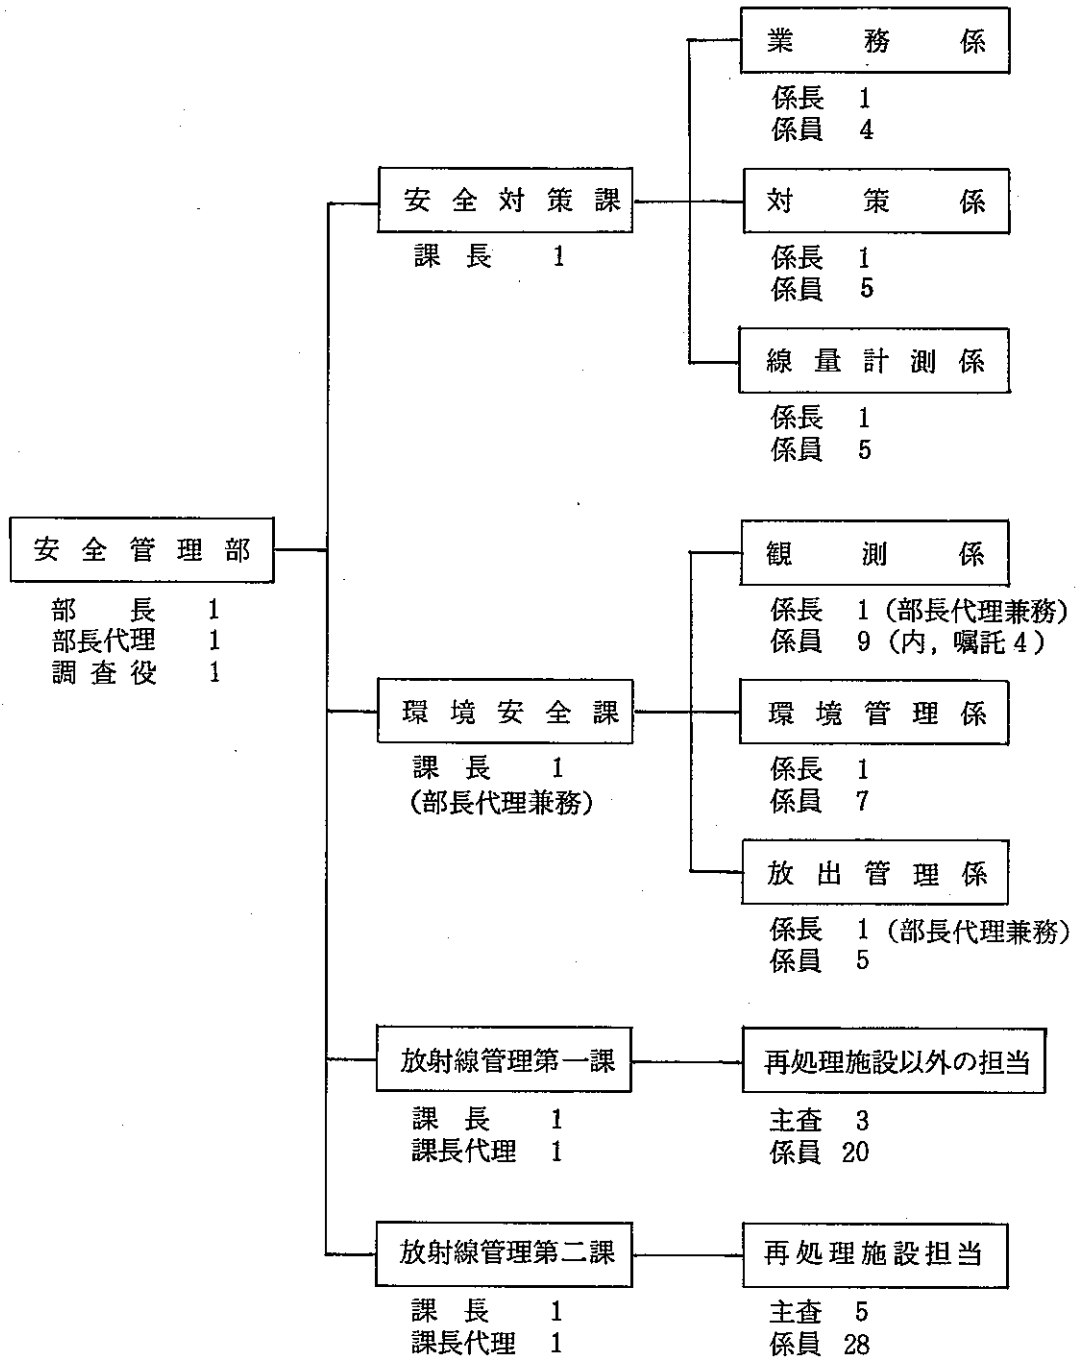 安全管理部
部長 1
部長代理 1
調査役 1
安全対策課
課長 1
業務係
係長 1
係員 4
対策係
係長 1
係員 5
線量計測係
係長 1
係員 5
環境安全課
課長 1
(部長代理兼務)
観測係
係長 1 (部長代理兼務)
係員 9 (内, 嘱託4)
環境管理係
係長 1
係員 7
放出管理係
係長 1 (部長代理兼務)
係員 5
放射線管理第一課
課長 1
課長代理 1
再処理施設以外の担当
主査 3
係員 20
放射線管理第二課
課長 1
課長代理 1
再処理施設担当
主査 5
係員 28